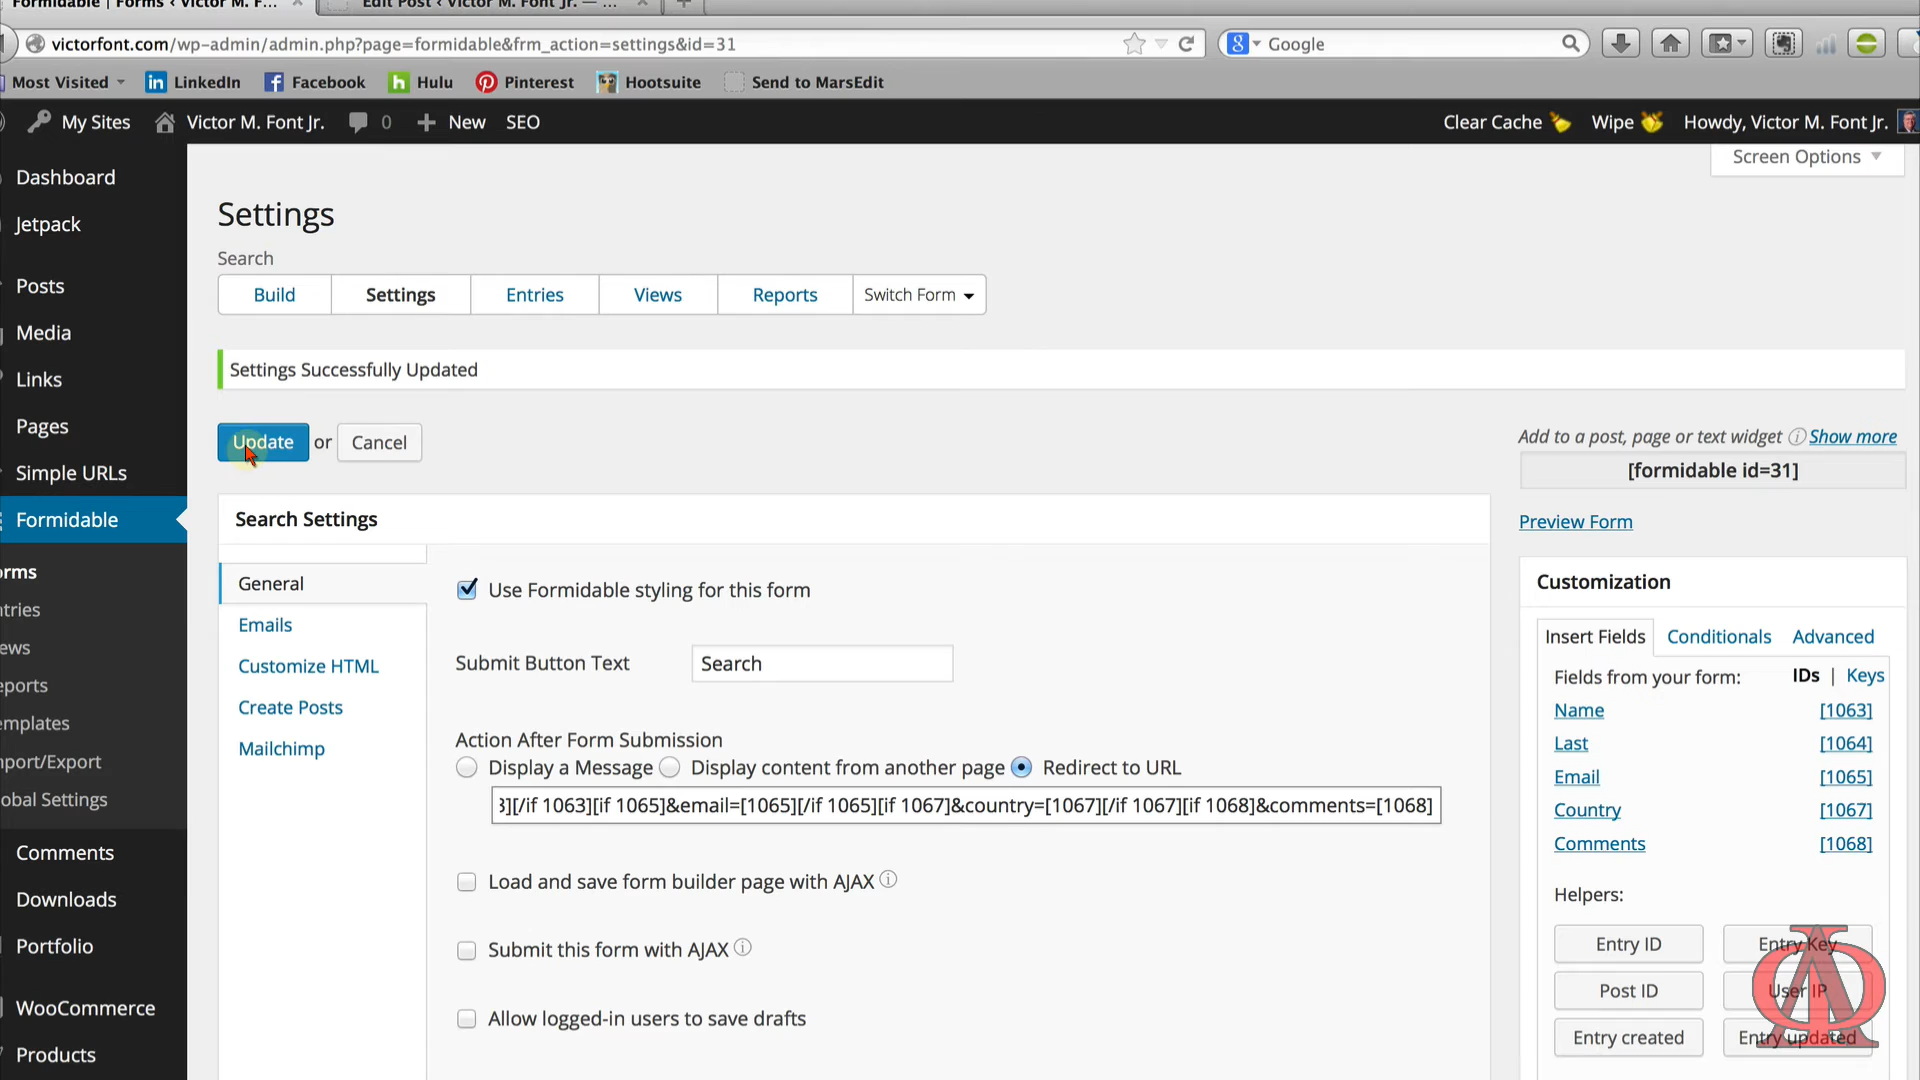 Formidable | Forms ‹ Victor M. F...
Edit Post ‹ Victor M. Font Jr. — ...
victorfont.com/wp-admin/admin.php?page=formidable&frm_action=settings&id=31
Google
Most Visited
LinkedIn
Facebook
Hulu
Pinterest
Hootsuite
Send to MarsEdit
My Sites
Victor M. Font Jr.
0
New
SEO
Clear Cache
Wipe
Howdy, Victor M. Font Jr.
Screen Options
Dashboard
Jetpack
Posts
Media
Links
Pages
Simple URLs
Formidable
orms
ntries
ews
eports
emplates
mport/Export
obal Settings
Comments
Downloads
Portfolio
WooCommerce
Products
Settings
Search
Build
Settings
Entries
Views
Reports
Switch Form
Settings Successfully Updated
Update or Cancel
Search Settings
General
Emails
Customize HTML
Create Posts
Mailchimp
Use Formidable styling for this form
Submit Button Text
Search
Action After Form Submission
Display a Message
Display content from another page
Redirect to URL
3][/if 1063][if 1065]&email=[1065][/if 1065][if 1067]&country=[1067][/if 1067][if 1068]&comments=[1068]
Load and save form builder page with AJAX
Submit this form with AJAX
Allow logged-in users to save drafts
Add to a post, page or text widget Show more
[formidable id=31]
Preview Form
Customization
Insert Fields
Conditionals
Advanced
Fields from your form: IDs | Keys
Name [1063]
Last [1064]
Email [1065]
Country [1067]
Comments [1068]
Helpers:
Entry ID
Entry Key
Post ID
User IP
Entry created
Entry updated